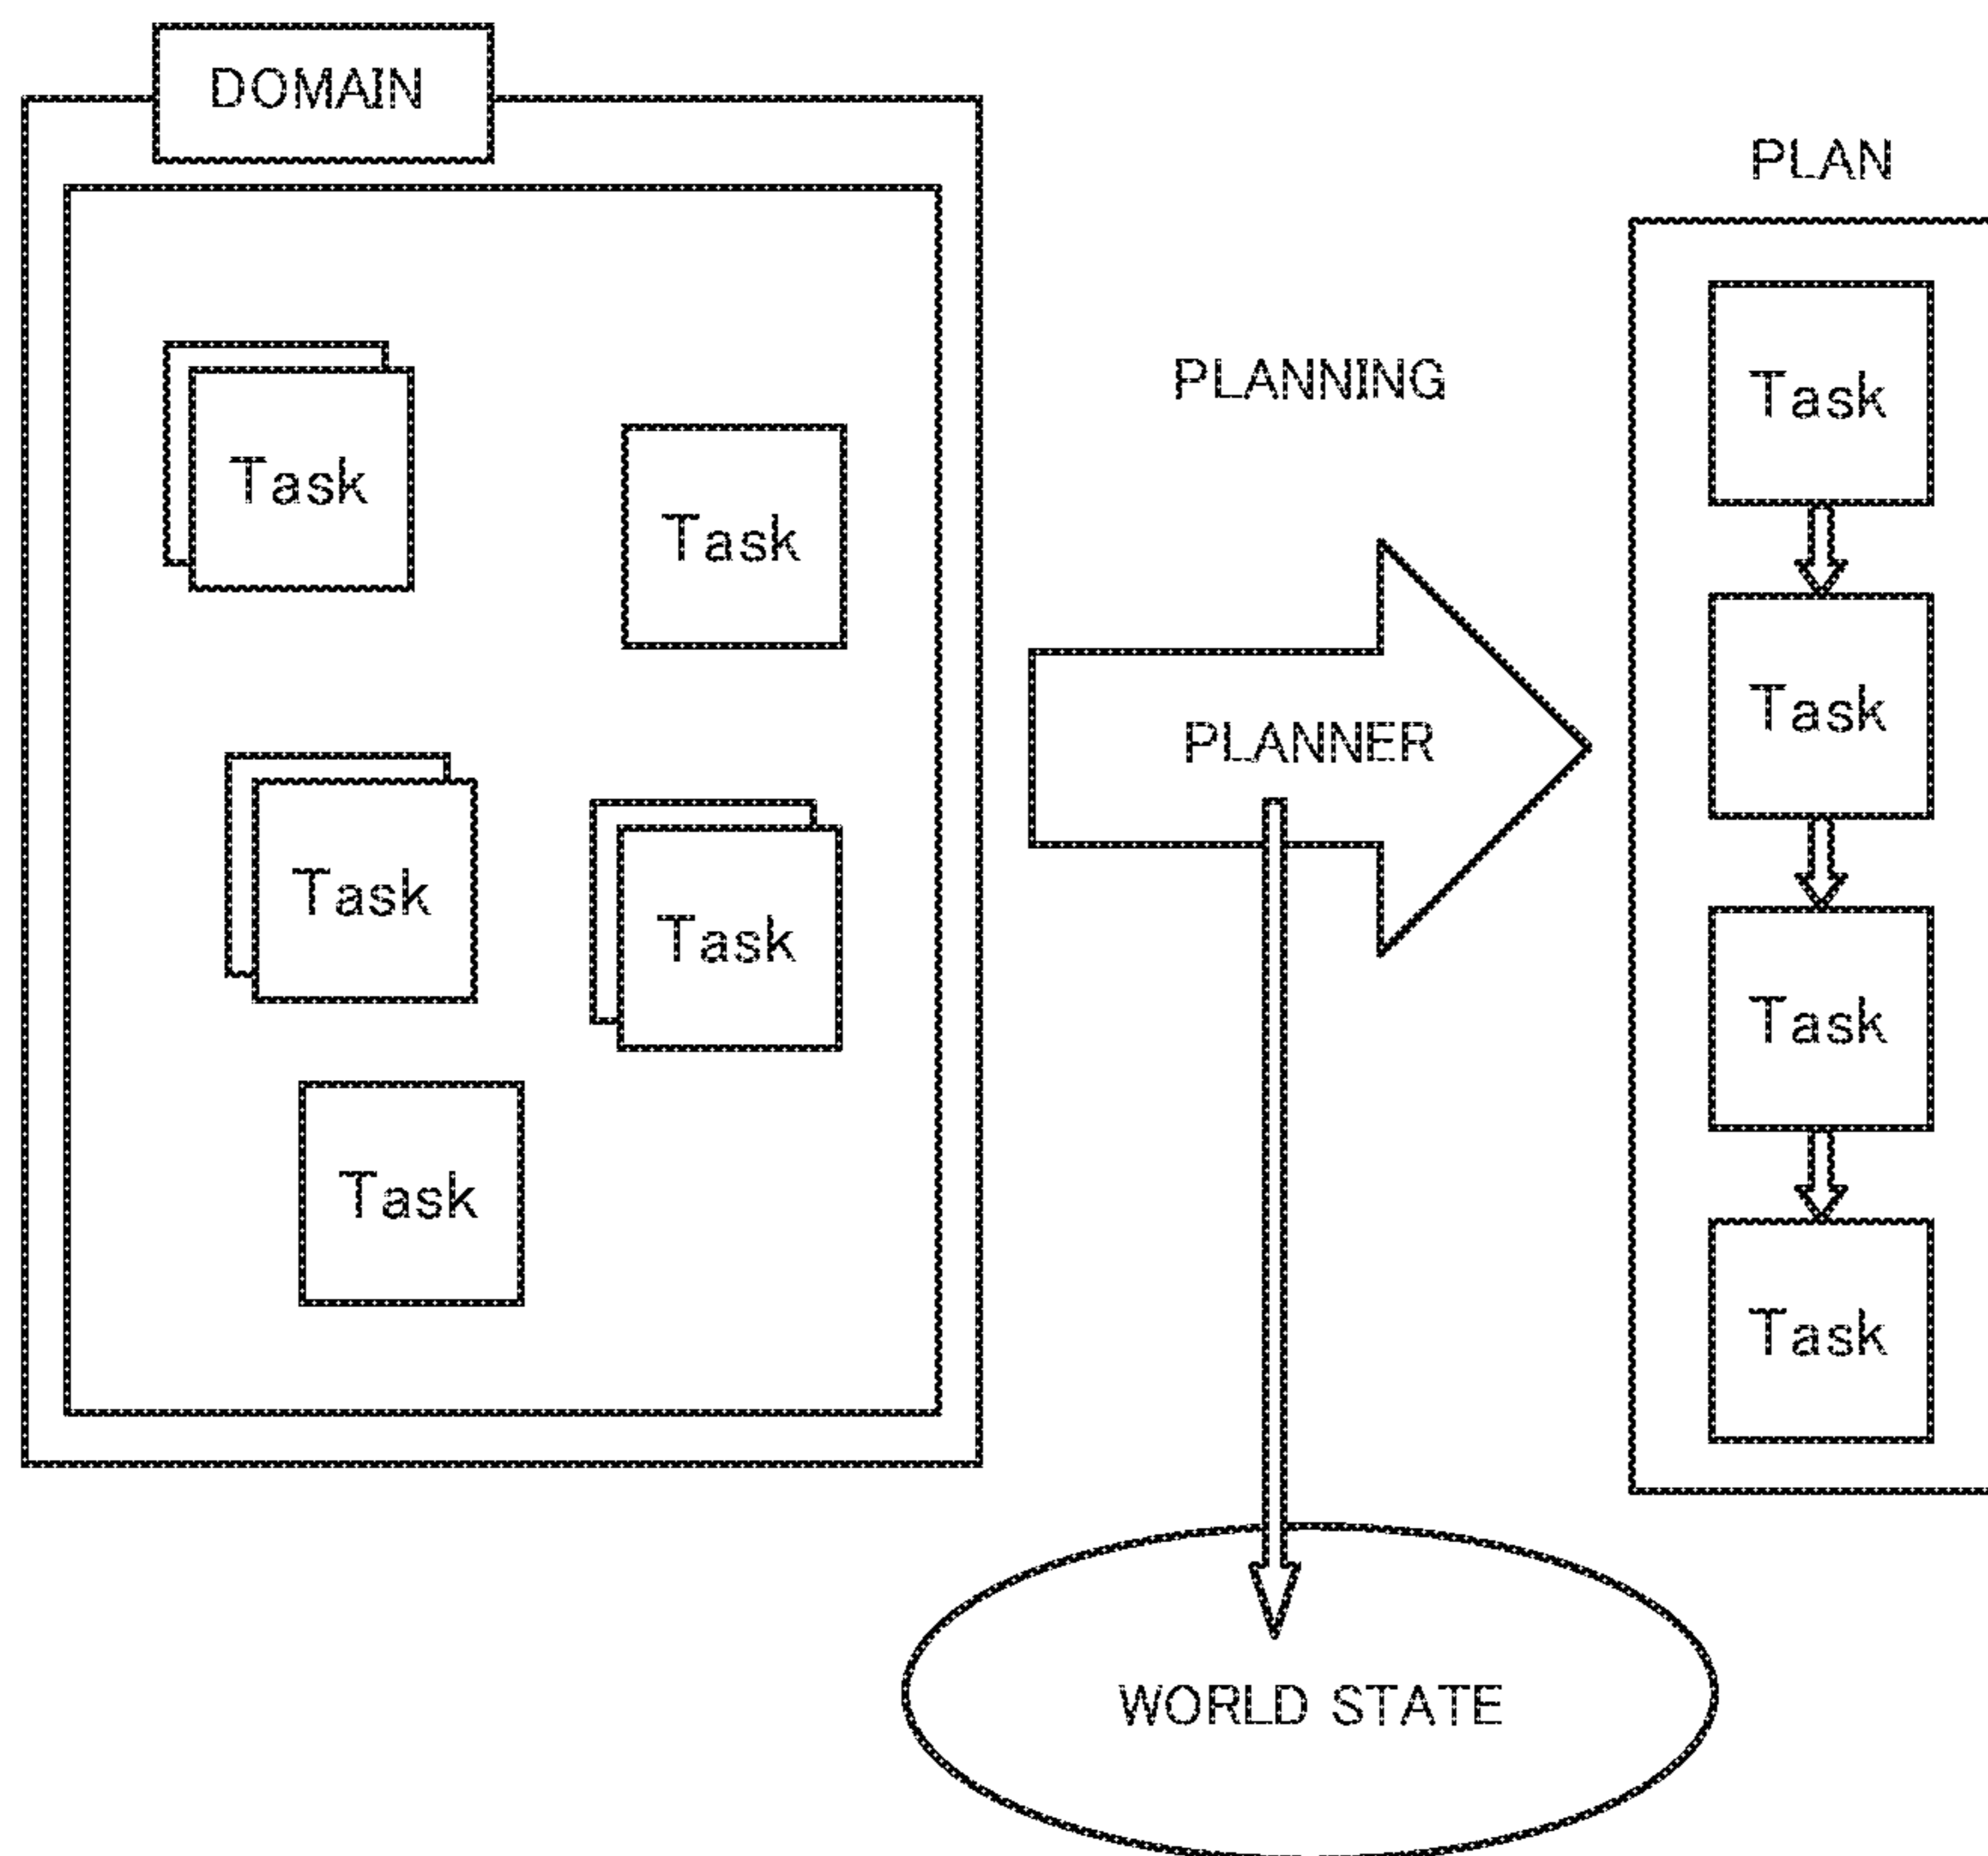 DOMAIN
Task
Task
Task
Task
Task
PLANNING
PLANNER
WORLD STATE
PLAN
Task
Task
Task
Task